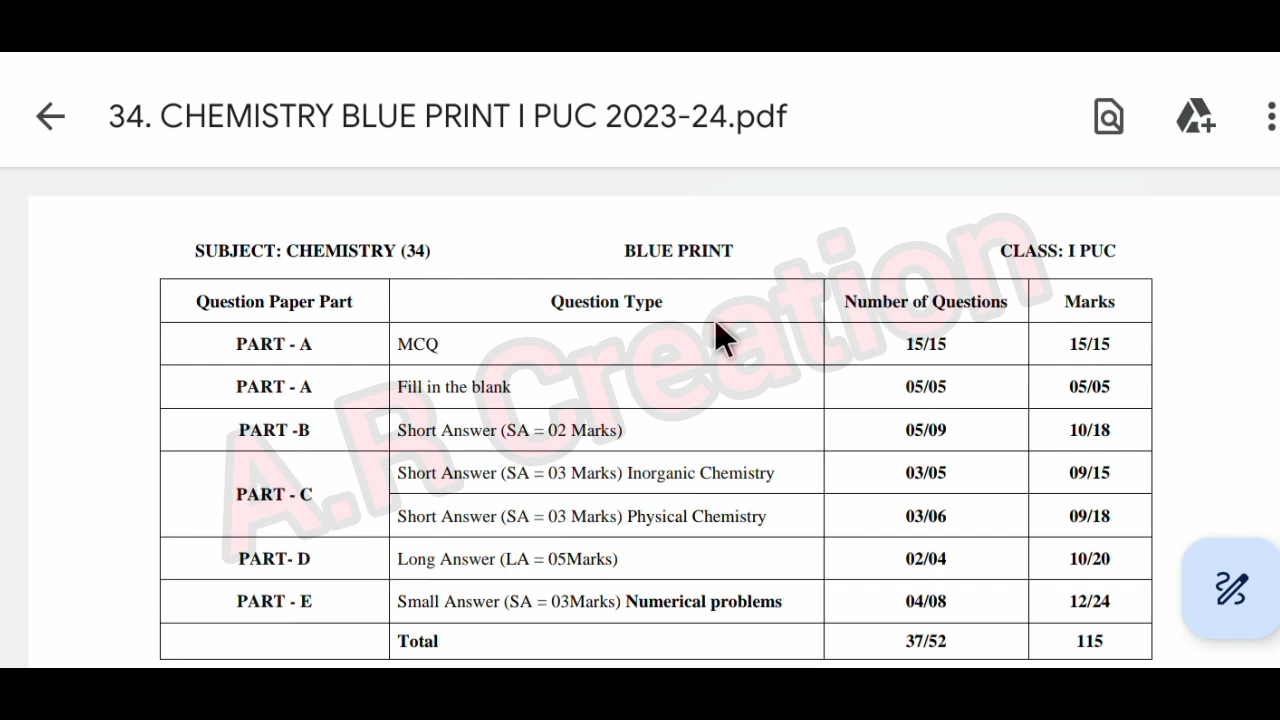 34. CHEMISTRY BLUE PRINT I PUC 2023-24.pdf
SUBJECT: CHEMISTRY (34) BLUE PRINT CLASS: I PUC
Question Paper Part Question Type Number of Questions Marks
PART - A MCQ 15/15 15/15
PART - A Fill in the blank 05/05 05/05
PART -B Short Answer (SA = 02 Marks) 05/09 10/18
PART - C Short Answer (SA = 03 Marks) Inorganic Chemistry 03/05 09/15
Short Answer (SA = 03 Marks) Physical Chemistry 03/06 09/18
PART- D Long Answer (LA = 05Marks) 02/04 10/20
PART - E Small Answer (SA = 03Marks) Numerical problems 04/08 12/24
Total 37/52 115
A.R Creation